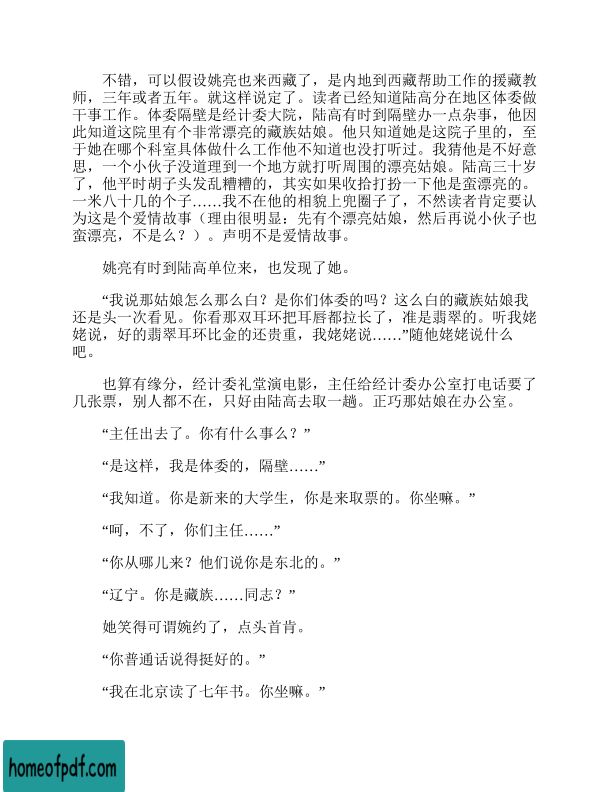 不错，可以假设姚亮也来西藏了，是内地到西藏帮助工作的援藏教
师，三年或者五年。就这样说定了。读者已经知道陆高分在地区体委做
干事工作。体委隔壁是经计委大院，陆高有时到隔壁办一点杂事，他因
此知道这院里有个非常漂亮的藏族姑娘。他只知道她是这院子里的，至
于她在哪个科室具体做什么工作他不知道也没打听过。我猜他是不好意
思，一个小伙子没道理到一个地方就打听周围的漂亮姑娘。陆高三十岁
了，他平时胡子头发乱糟糟的，其实如果收拾打扮一下他是蛮漂亮的。
一米八十几的个子……我不在他的相貌上兜圈子了，不然读者肯定要认
为这是个爱情故事（理由很明显：先有个漂亮姑娘，然后再说小伙子也
蛮漂亮，不是么？）。声明不是爱情故事。
姚亮有时到陆高单位来，也发现了她。
“我说那姑娘怎么那么白？是你们体委的吗？这么白的藏族姑娘我
还是头一次看见。你看那双耳环把耳唇都拉长了，准是翡翠的。听我姥
姥说，好的翡翠耳环比金的还贵重，我姥姥说……”随他姥姥说什么
吧。
也算有缘分，经计委礼堂演电影，主任给经计委办公室打电话要了
几张票，别人都不在，只好由陆高去取一趟。正巧那姑娘在办公室。
“主任出去了。你有什么事么？”
“是这样，我是体委的，隔壁……”
“我知道。你是新来的大学生，你是来取票的。你坐嘛。”
“呵，不了，你们主任……”
“你从哪儿来？他们说你是东北的。”
“辽宁。你是藏族……同志？”
她笑得可谓婉约了，点头首肯。
“你普通话说得挺好的。”
“我在北京读了七年书。你坐嘛。”
homeofpdf.com